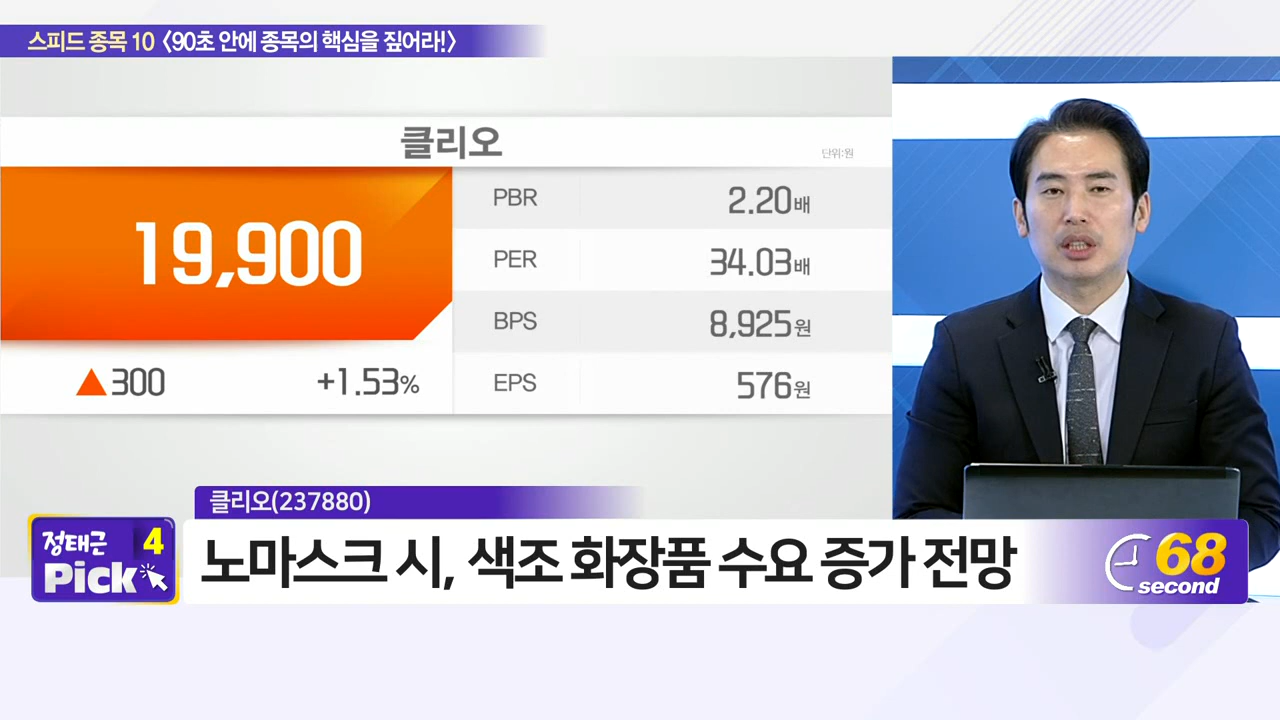 스피드 종목 10 〈90초 안에 종목의 핵심을 짚어라!〉
클리오
단위:원
19,900
▲300 +1.53%
PBR 2.20배
PER 34.03배
BPS 8,925원
EPS 576원
클리오(237880)
정태근 4
Pick
노마스크 시, 색조 화장품 수요 증가 전망
68
second